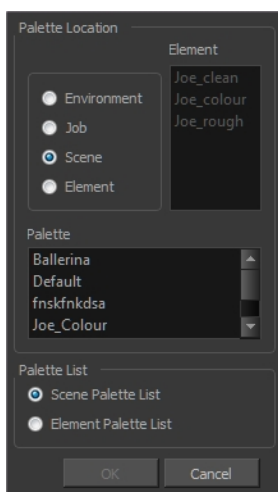 Palette Location
Element
Environment
Job
Scene
Element
Joe_clean
Joe_colour
Joe_rough
Palette
Ballerina
Default
fnskfnkdsa
Joe_Colour
Palette List
Scene Palette List
Element Palette List
OK
Cancel